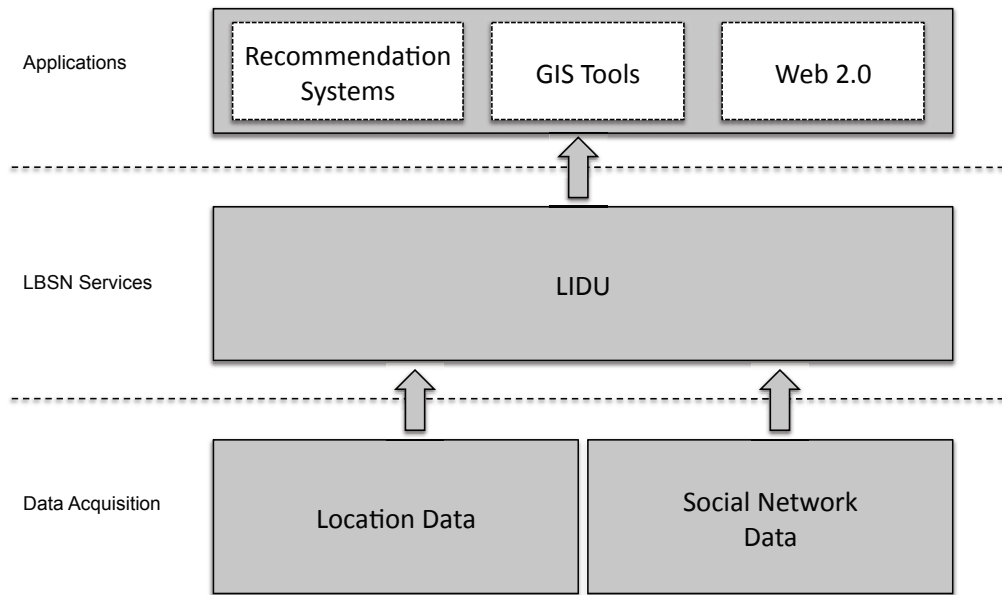 Applications
Recommendation
Systems
GIS Tools
Web 2.0
LBSN Services
LIDU
Data Acquisition
Location Data
Social Network
Data